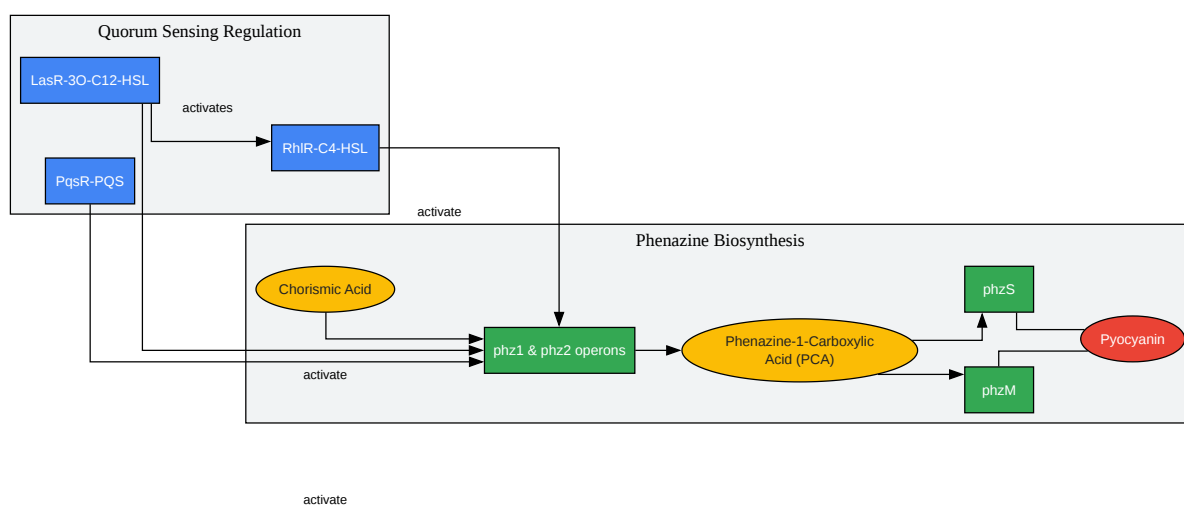 Quorum Sensing Regulation
LasR-3O-C12-HSL
activates
RhlR-C4-HSL
PqsR-PQS
activate
Phenazine Biosynthesis
Chorismic Acid
phzS
phz1 & phz2 operons
Phenazine-1-Carboxylic
Acid (PCA)
Pyocyanin
activate
phzM
activate